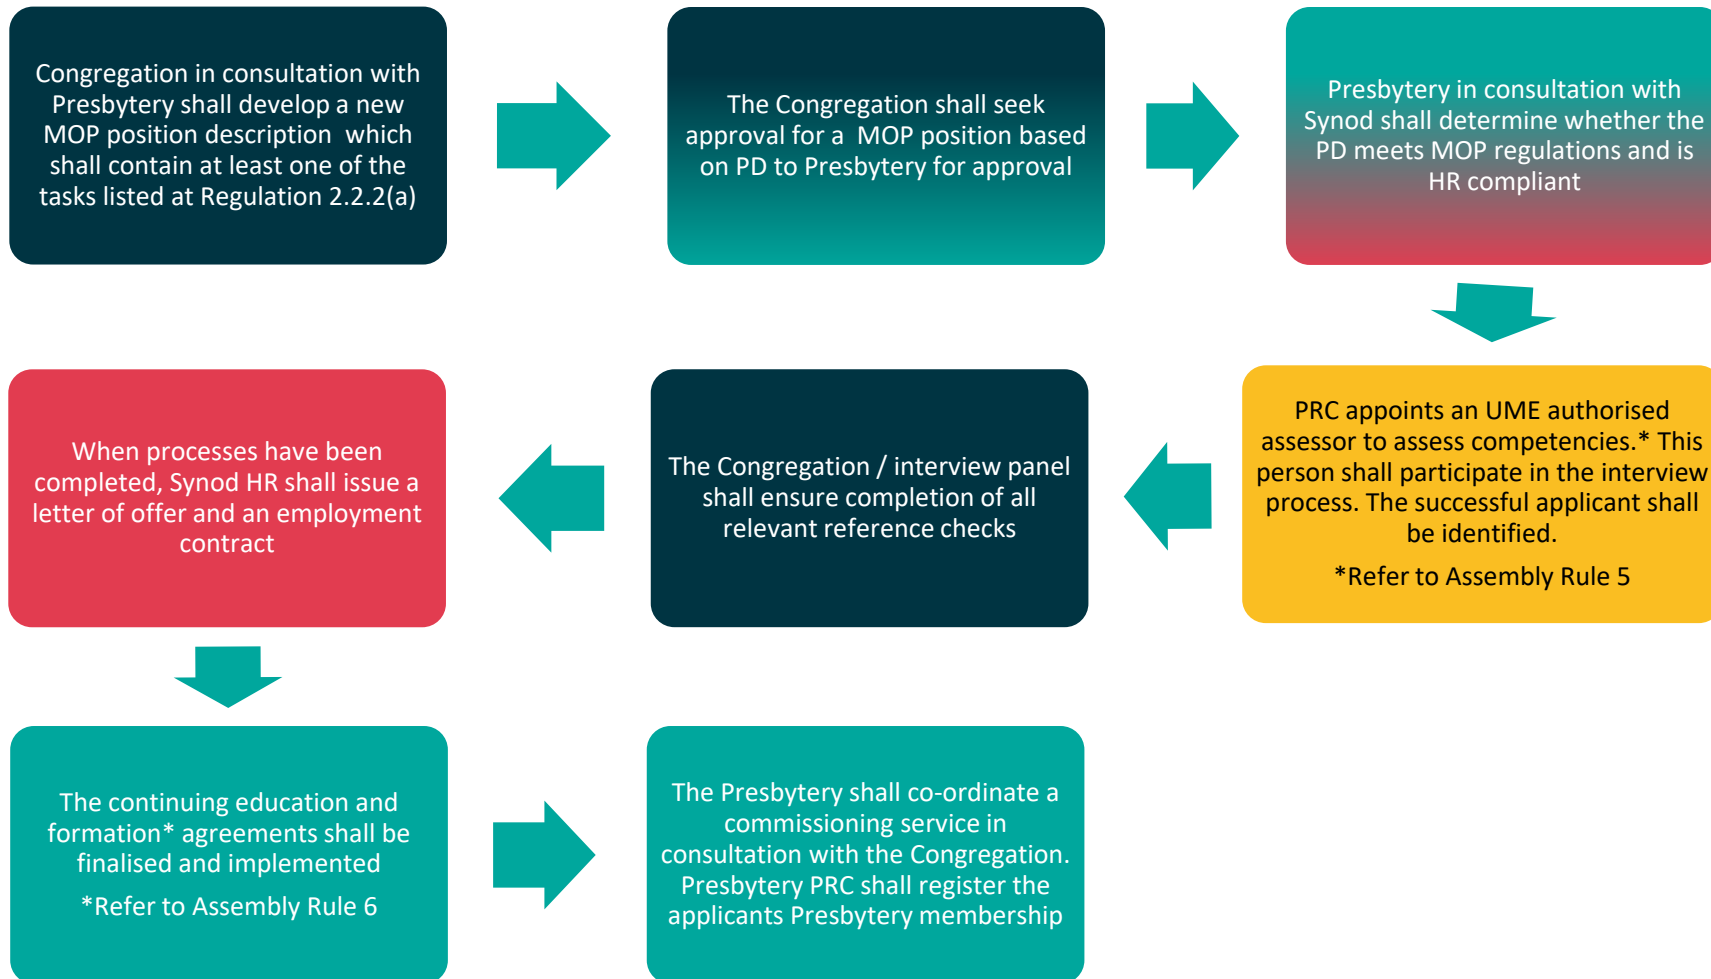 Congregation in consultation with
Presbytery shall develop a new
MOP position description which
shall contain at least one of the
tasks listed at Regulation 2.2.2(a)
The Congregation shall seek
approval for a MOP position based
on PD to Presbytery for approval
Presbytery in consultation with
Synod shall determine whether the
PD meets MOP regulations and is
HR compliant
PRC appoints an UME authorised
assessor to assess competencies.* This
person shall participate in the interview
process. The successful applicant shall
be identified.
*Refer to Assembly Rule 5
The Congregation / interview panel
shall ensure completion of all
relevant reference checks
When processes have been
completed, Synod HR shall issue a
letter of offer and an employment
contract
The continuing education and
formation* agreements shall be
finalised and implemented
*Refer to Assembly Rule 6
The Presbytery shall co-ordinate a
commissioning service in
consultation with the Congregation.
Presbytery PRC shall register the
applicants Presbytery membership